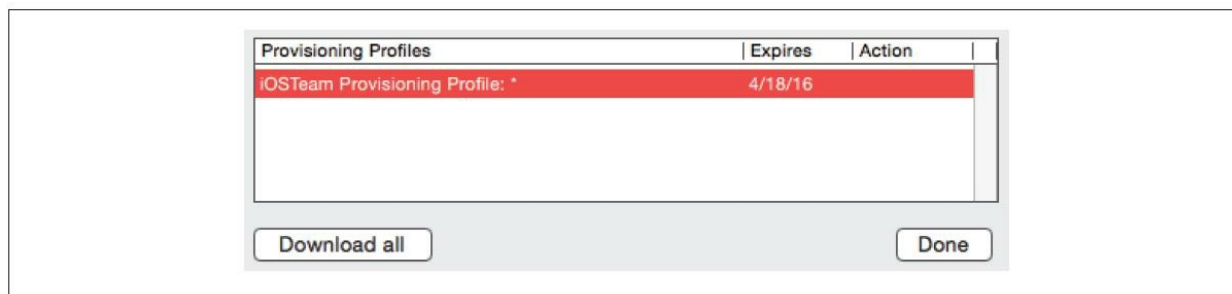 Provisioning Profiles | Expires | Action
iOSTeam Provisioning Profile: * 4/18/16
Download all Done